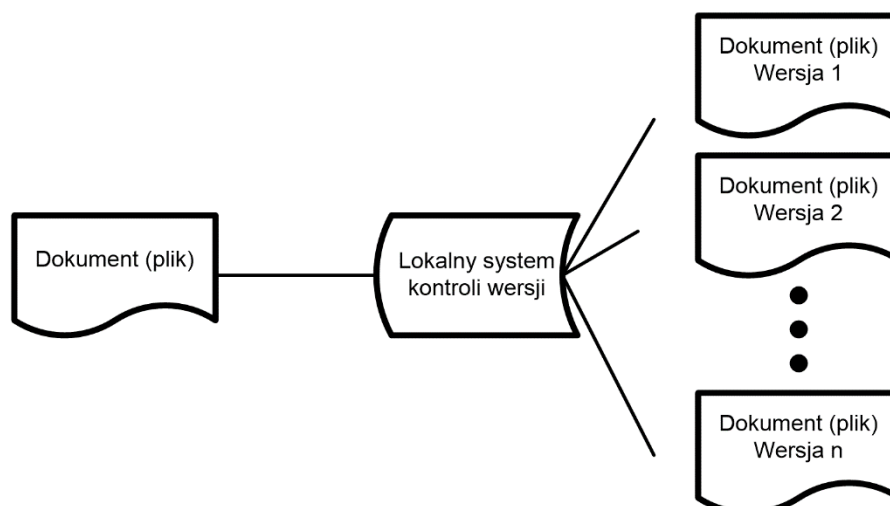 Dokument (plik)
Lokalny system
kontroli wersji
Dokument (plik)
Wersja 1
Dokument (plik)
Wersja 2
Dokument (plik)
Wersja n